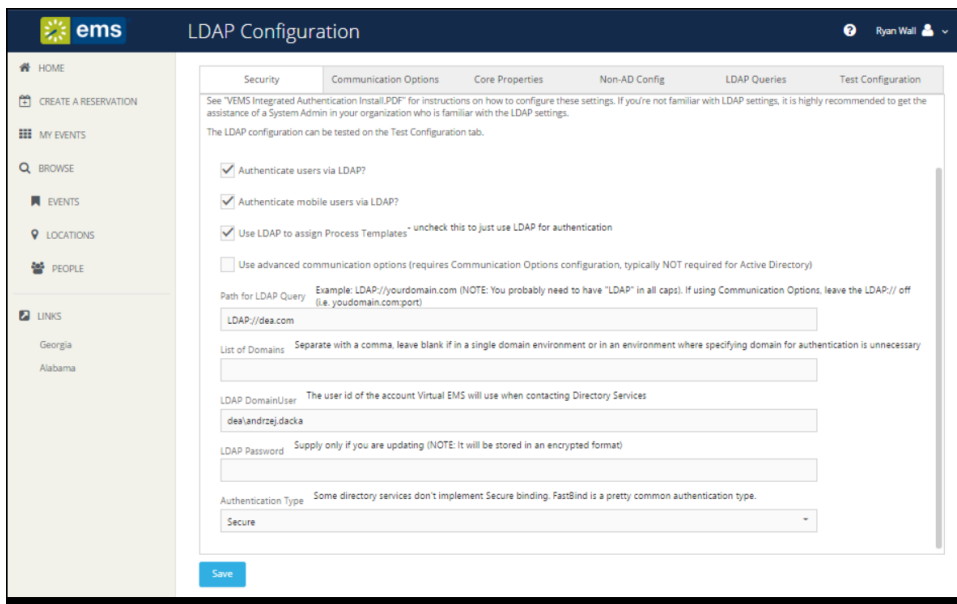 ems
LDAP Configuration
?
Ryan Wall
HOME
CREATE A RESERVATION
MY EVENTS
BROWSE
EVENTS
LOCATIONS
PEOPLE
LINKS
Georgia
Alabama
Security
Communication Options
Core Properties
Non-AD Config
LDAP Queries
Test Configuration
See "VEMS Integrated Authentication Install.PDF" for instructions on how to configure these settings. If you're not familiar with LDAP settings, it is highly recommended to get the
assistance of a System Admin in your organization who is familiar with the LDAP settings.
The LDAP configuration can be tested on the Test Configuration tab.
Authenticate users via LDAP?
Authenticate mobile users via LDAP?
Use LDAP to assign Process Templates - uncheck this to just use LDAP for authentication
Use advanced communication options (requires Communication Options configuration, typically NOT required for Active Directory)
Path for LDAP Query
Example: LDAP://yourdomain.com (NOTE: You probably need to have "LDAP" in all caps). If using Communication Options, leave the LDAP:// off
(i.e. youdomain.com:port)
LDAP://dea.com
List of Domains Separate with a comma, leave blank if in a single domain environment or in an environment where specifying domain for authentication is unnecessary
LDAP DomainUser The user id of the account Virtual EMS will use when contacting Directory Services
dea\andrzej.dacka
LDAP Password Supply only if you are updating (NOTE: It will be stored in an encrypted format)
Authentication Type Some directory services don't implement Secure binding. FastBind is a pretty common authentication type.
Secure
Save